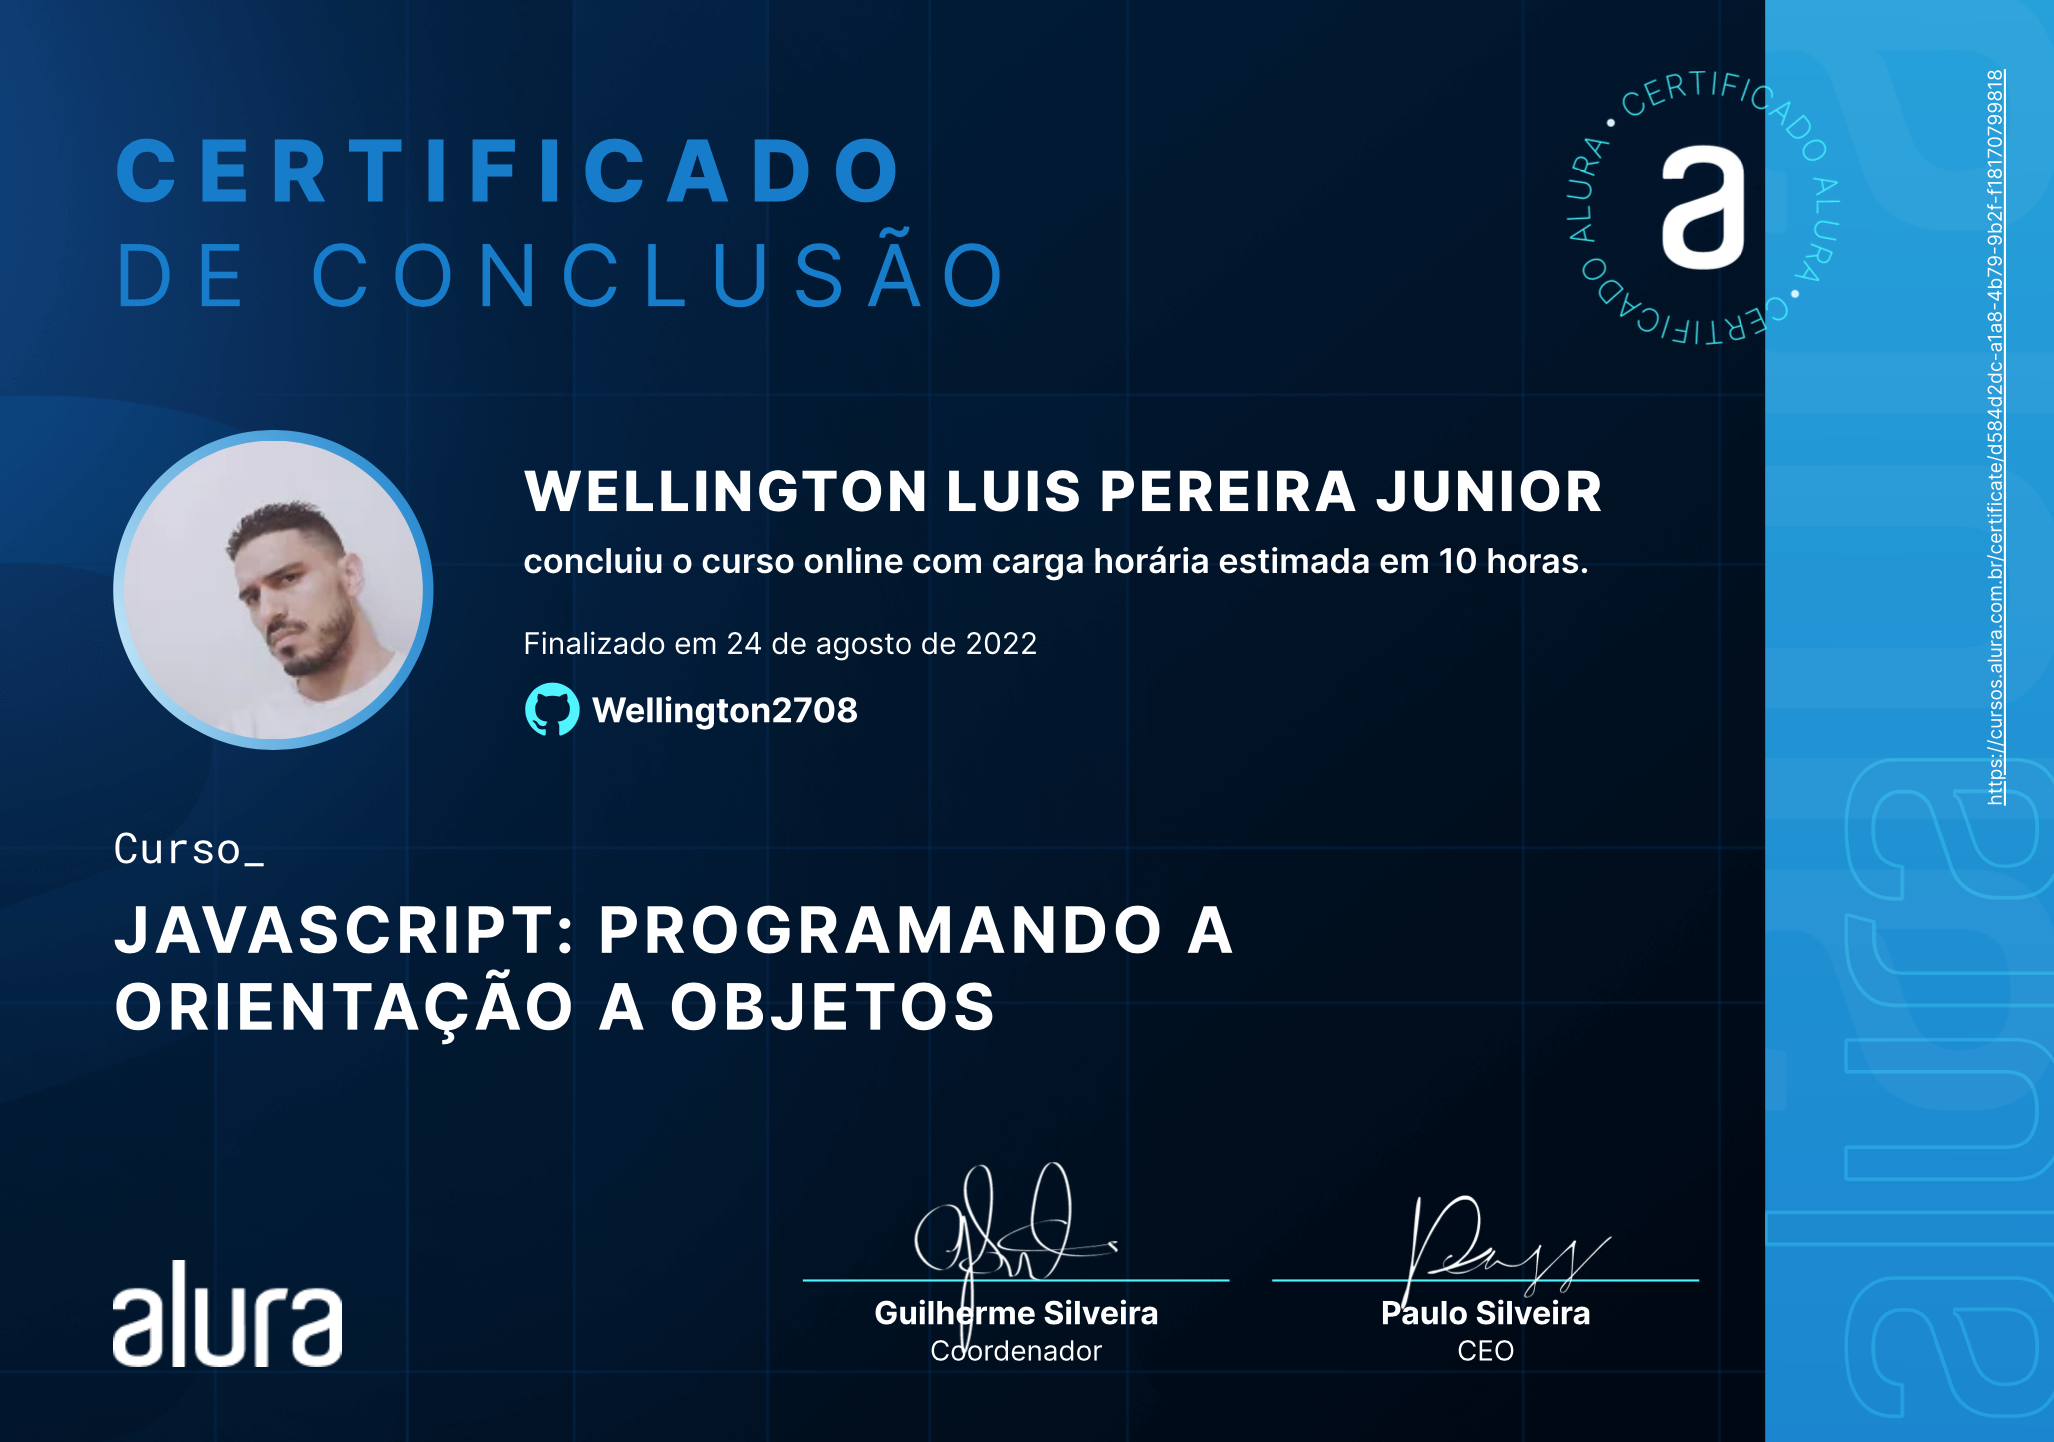 CERTIFICADO
DE CONCLUSÃO
CERTIFICADO ALURA • CERTIFICADO ALURA •
a
WELLINGTON LUIS PEREIRA JUNIOR
concluiu o curso online com carga horária estimada em 10 horas.
Finalizado em 24 de agosto de 2022
Wellington2708
Curso_
JAVASCRIPT: PROGRAMANDO A
ORIENTAÇÃO A OBJETOS
alura
Guilherme Silveira
Coordenador
Paulo Silveira
CEO
https://cursos.alura.com.br/certificate/d584d2dc-a1a8-4b79-9b2f-f18170799818
alura